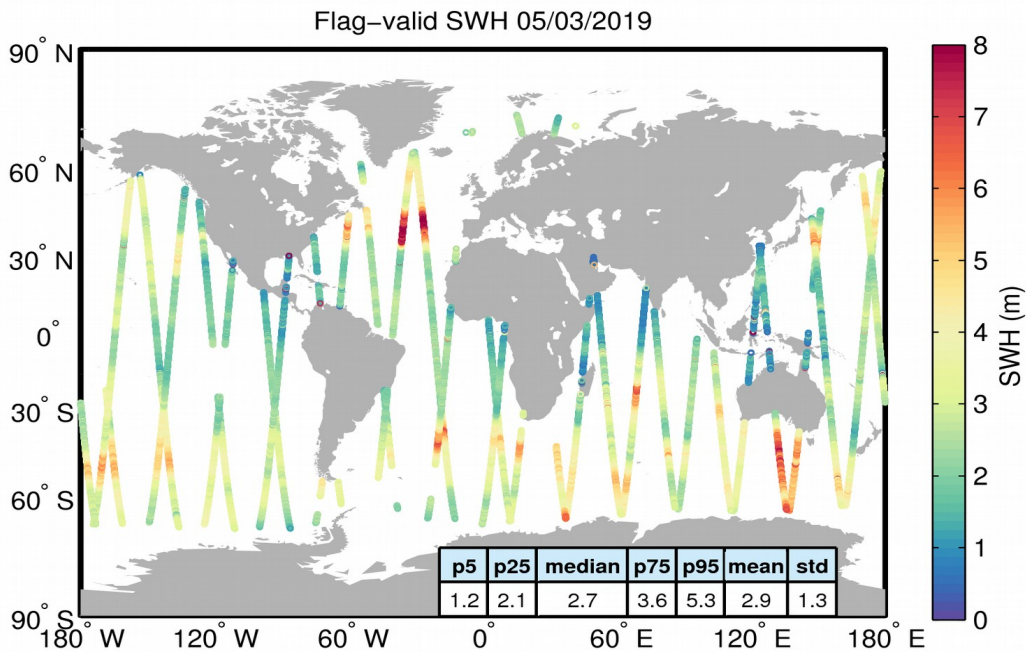 Flag−valid SWH 05/03/2019
90° N
60° N
30° N
0°
30° S
60° S
90° S
180° W
120° W
60° W
0°
60° E
120° E
180° E
p5 p25 median p75 p95 mean std
1.2 2.1 2.7 3.6 5.3 2.9 1.3
8
7
6
5
4
3
2
1
0
SWH (m)